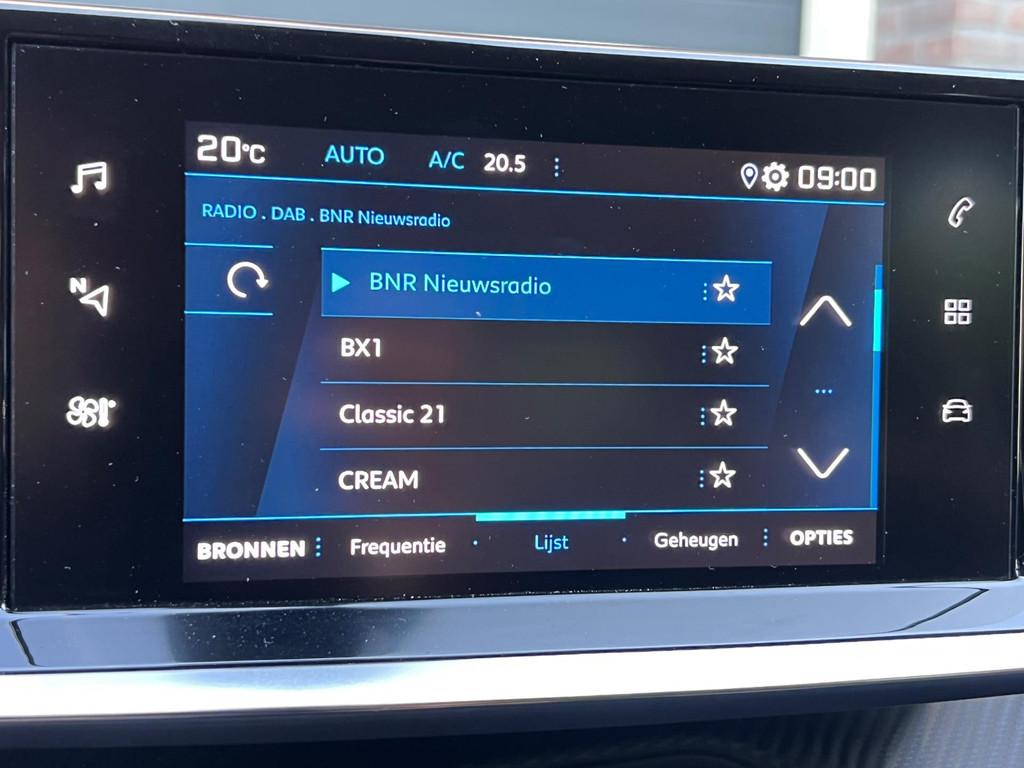 20°C AUTO A/C 20.5 09:00
RADIO . DAB . BNR Nieuwsradio
N
BNR Nieuwsradio
BX1
Classic 21
CREAM
BRONNEN Frequentie Lijst Geheugen OPTIES